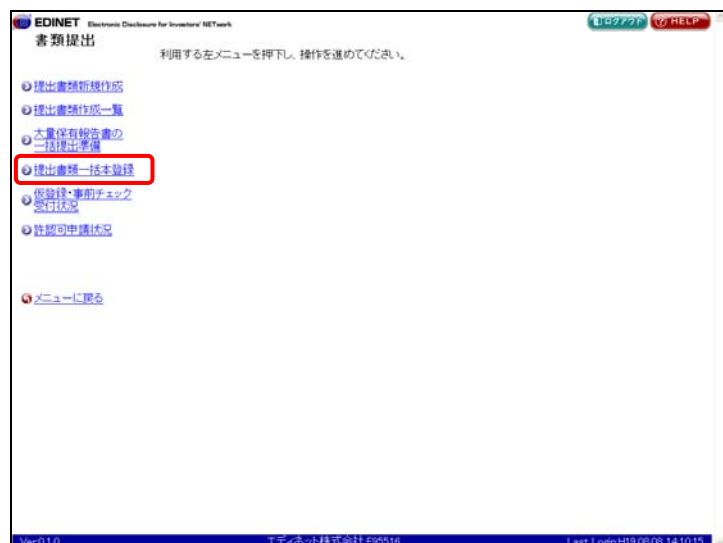 EDINET Electronic Disclosure for Investors' NETwork
ログアウト HELP
書類提出
利用する左メニューを押下し、操作を進めてください。
提出書類新規作成
提出書類作成一覧
大量保有報告書の
一括提出準備
提出書類一括本登録
仮登録・事前チェック
受付状況
許認可申請状況
メニューに戻る
Ver.0.1.0 エディネット株式会社 E95516 Last Login:H19.08.08 14:10:15